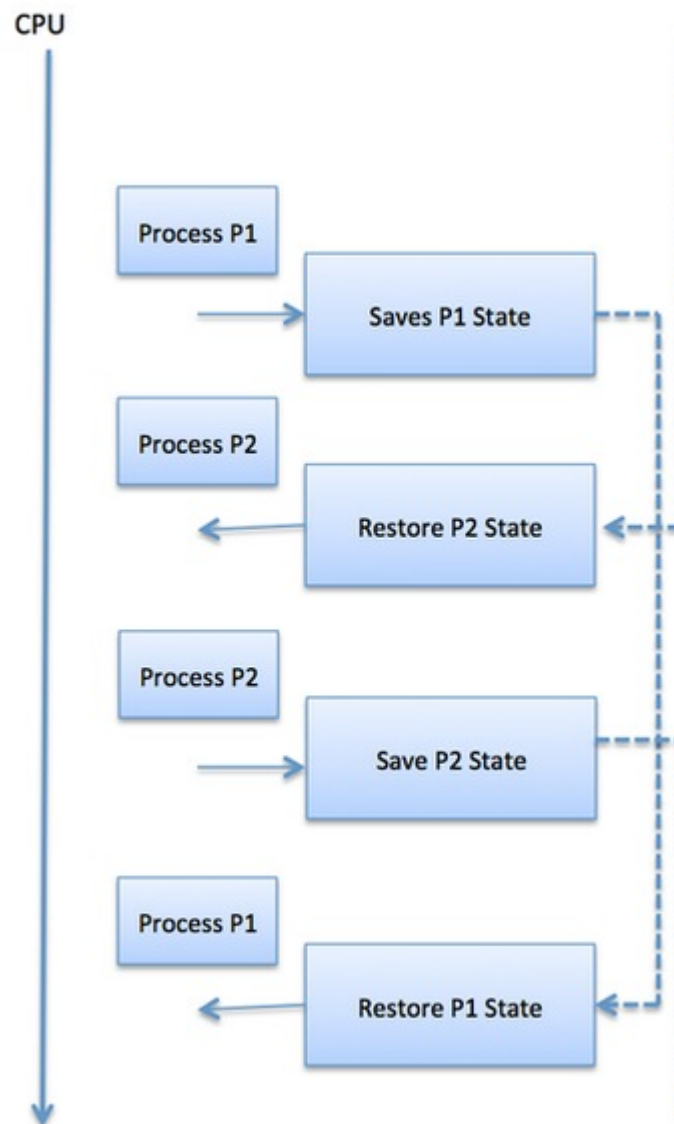 CPU
Process P1
Saves P1 State
Process P2
Restore P2 State
Process P2
Save P2 State
Process P1
Restore P1 State